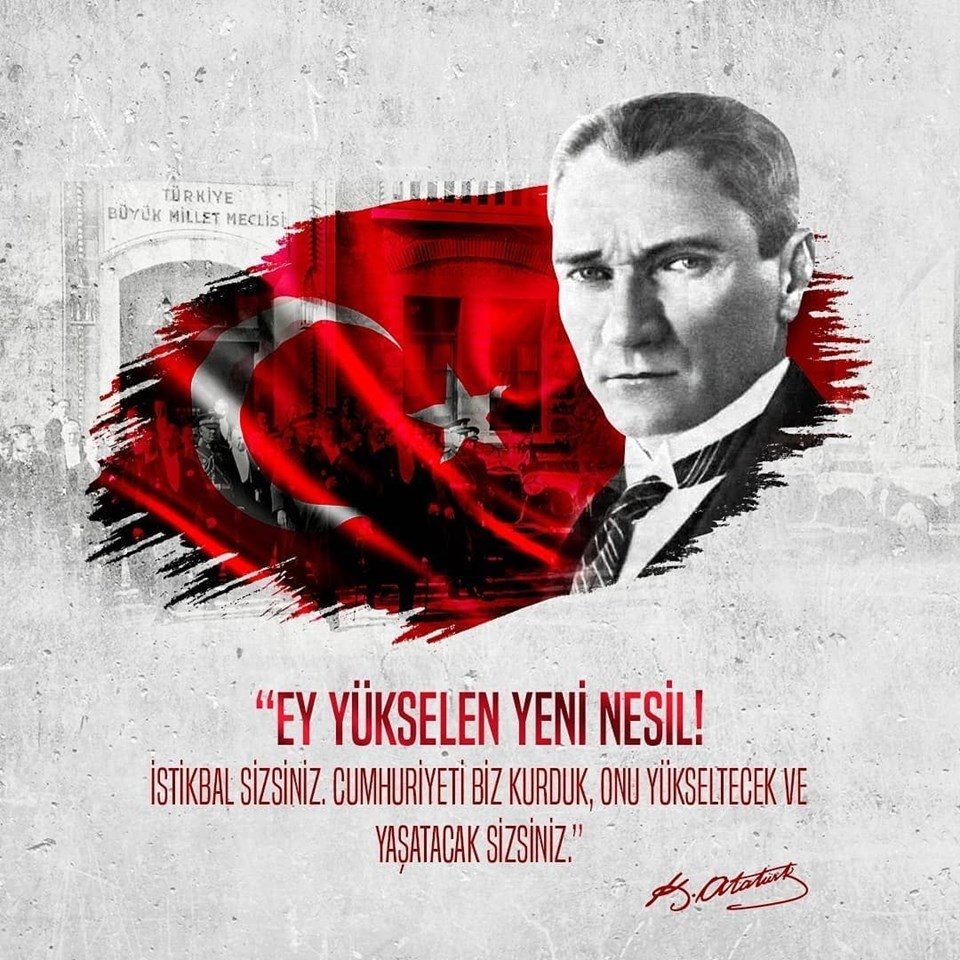 TÜRKİYE
BÜYÜK MİLLET MECLİSİ
“EY YÜKSELEN YENİ NESİL!
İSTİKBAL SİZSİNİZ. CUMHURİYETİ BİZ KURDUK, ONU YÜKSELTECEK VE
YAŞATACAK SİZSİNİZ.”
K. Atatürk